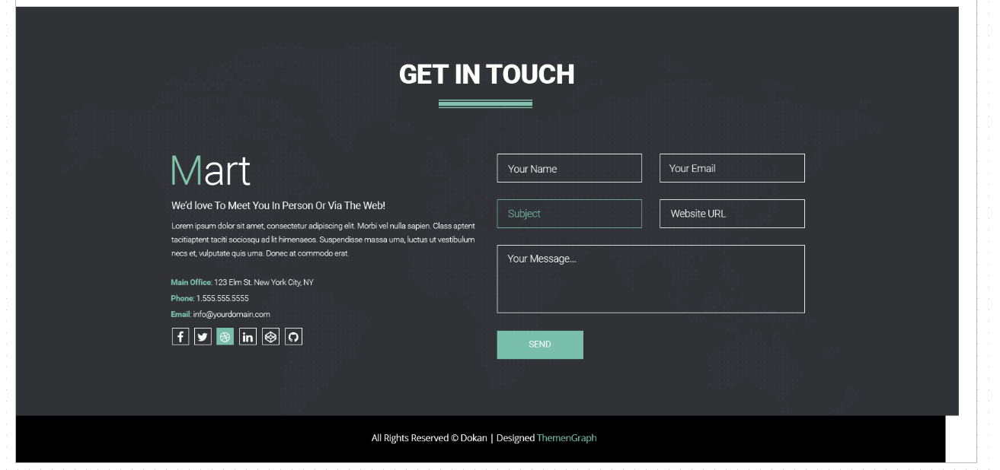 GET IN TOUCH
Mart
We'd love To Meet You In Person Or Via The Web!
Lorem ipsum dolor sit amet, consectetur adipiscing elit. Morbi vel nulla sapien. Class aptent
tacitiaptent taciti sociosqu ad lit himenaeos. Suspendisse massa urna, luctus ut vestibulum
necs et, vulputate quis urna. Donec at commodo erat.
Main Office: 123 Elm St. New York City, NY
Phone: 1.555.555.5555
Email: info@yourdomain.com
Your Name
Your Email
Subject
Website URL
Your Message...
SEND
All Rights Reserved © Dokan | Designed ThemenGraph